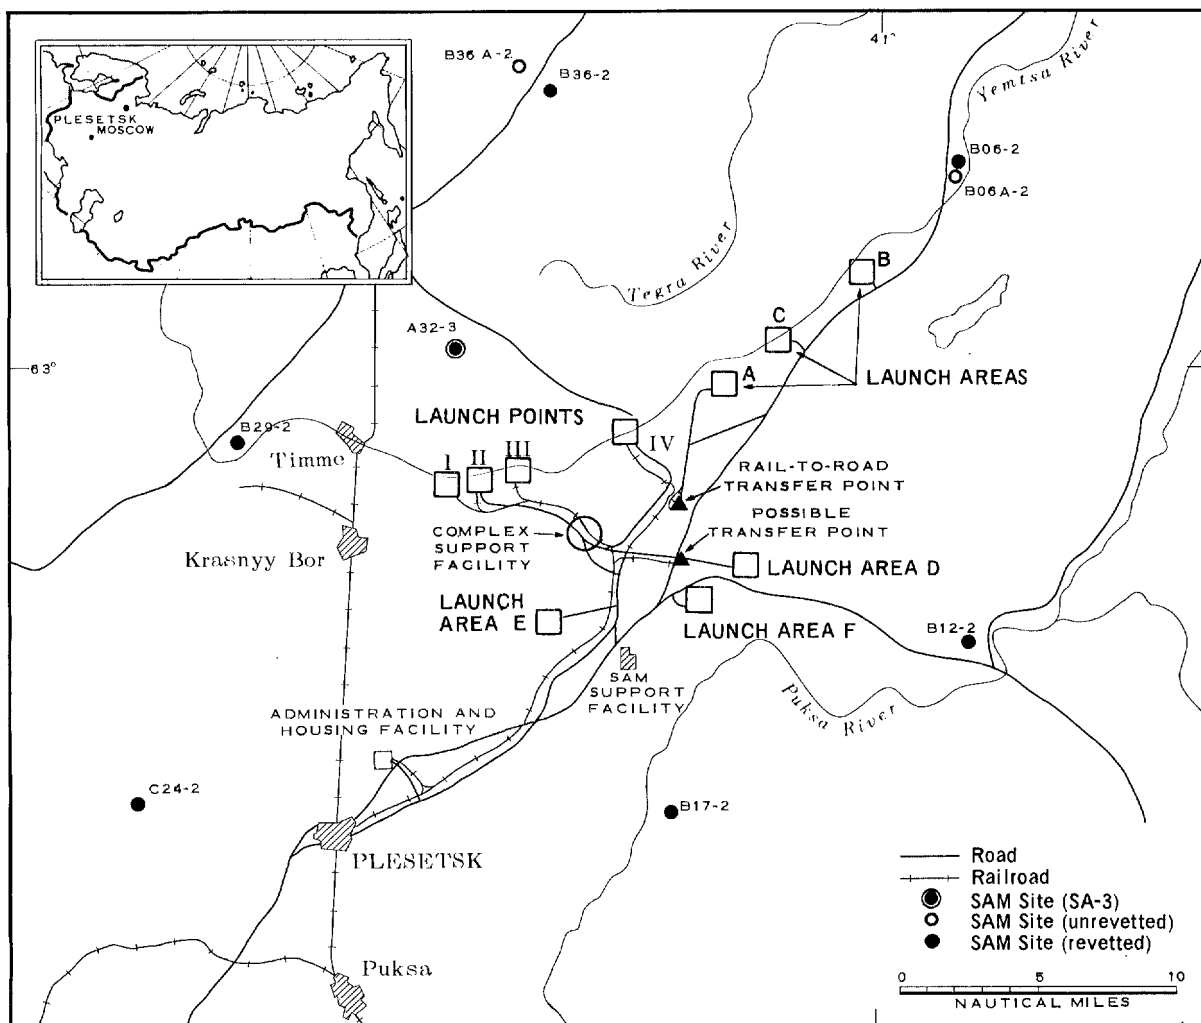 41°
Yemtsa River
B36 A-2
B36-2
PLESETSK
MOSCOW
B06-2
B06A-2
Tegra River
B
A32-3
C
63°
A
LAUNCH AREAS
LAUNCH POINTS
B29-2
IV
Timme
I
II
III
RAIL-TO-ROAD
TRANSFER POINT
POSSIBLE
TRANSFER POINT
COMPLEX
SUPPORT
FACILITY
Krasnyy Bor
LAUNCH AREA D
LAUNCH
AREA E
LAUNCH AREA F
B12-2
SAM
SUPPORT
FACILITY
Puksa River
ADMINISTRATION AND
HOUSING FACILITY
C24-2
B17-2
PLESETSK
Puksa
Road
Railroad
SAM Site (SA-3)
SAM Site (unrevetted)
SAM Site (revetted)
0 5 10
NAUTICAL MILES